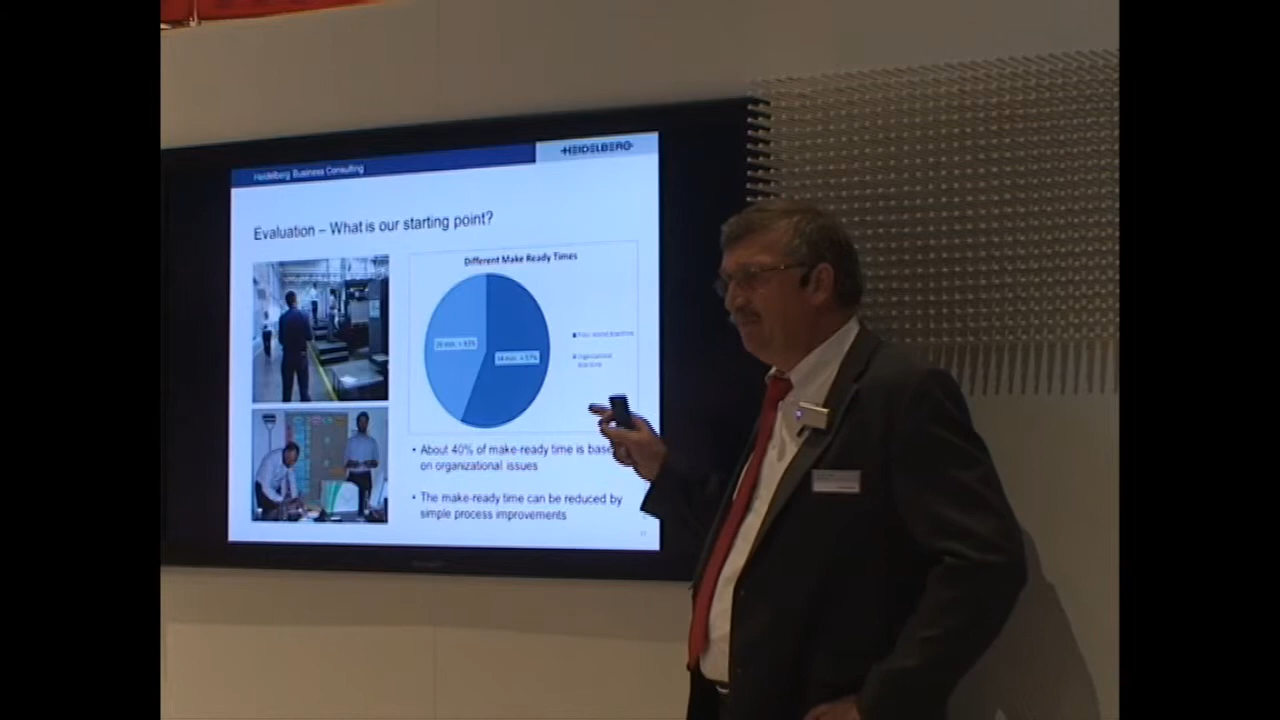 HEIDELBERG
Heidelberg Business Consulting
Evaluation – What is our starting point?
Different Make Ready Times
• About 40% of make-ready time is base
on organizational issues
• The make-ready time can be reduced by
simple process improvements